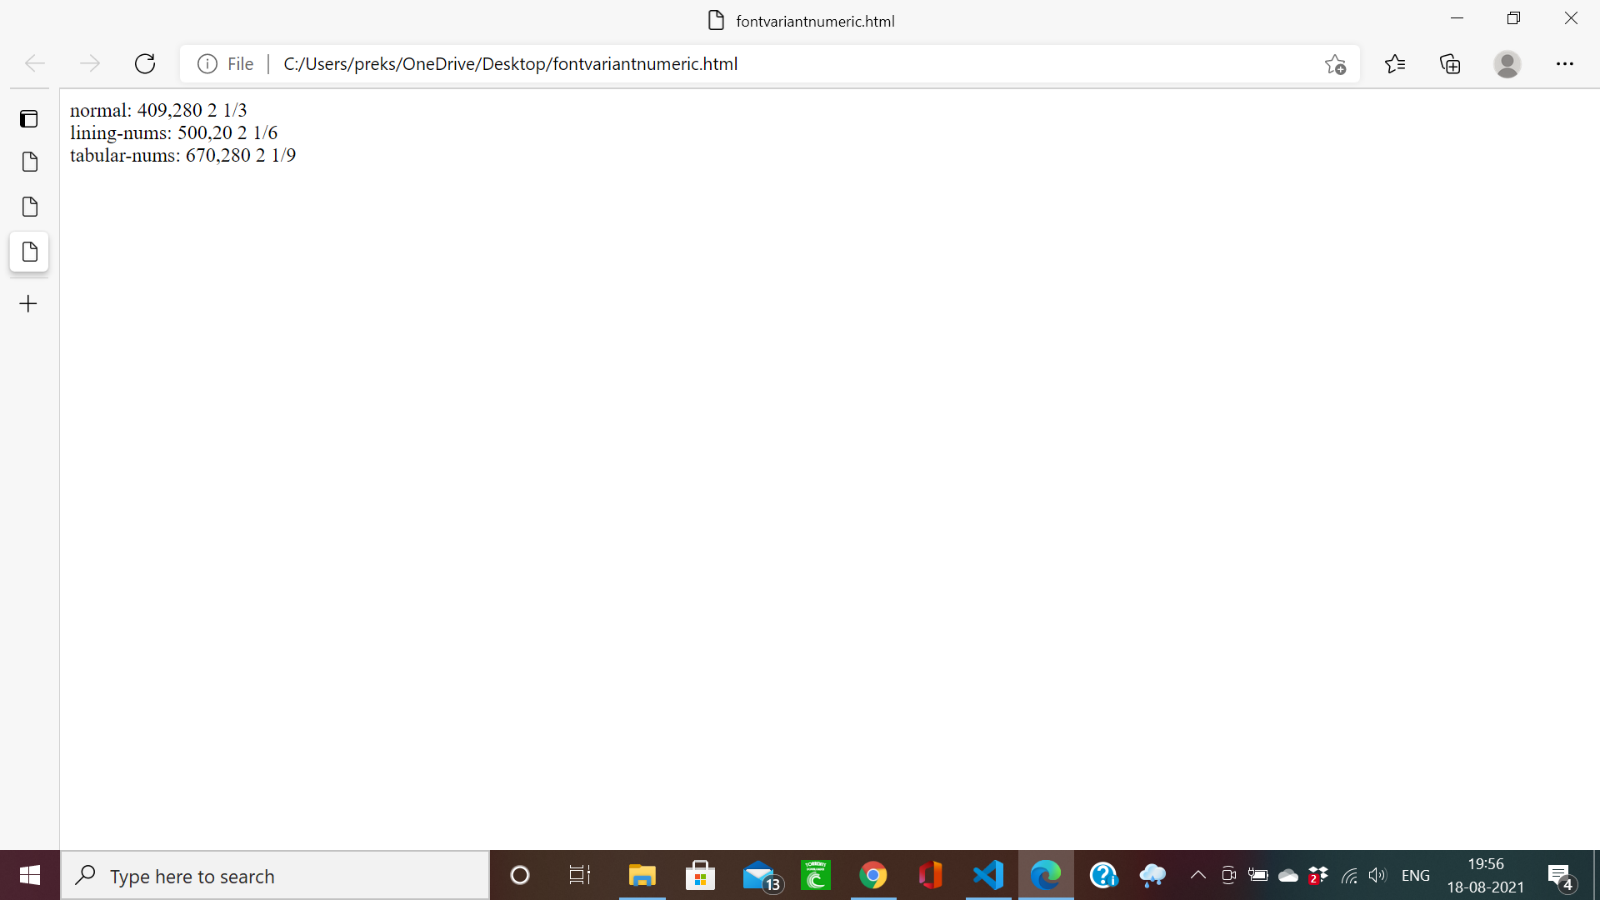 fontvariantnumeric.html
File | C:/Users/preks/OneDrive/Desktop/fontvariantnumeric.html
normal: 409,280 2 1/3
lining-nums: 500,20 2 1/6
tabular-nums: 670,280 2 1/9
Type here to search
13
2
ENG
19:56
18-08-2021
4